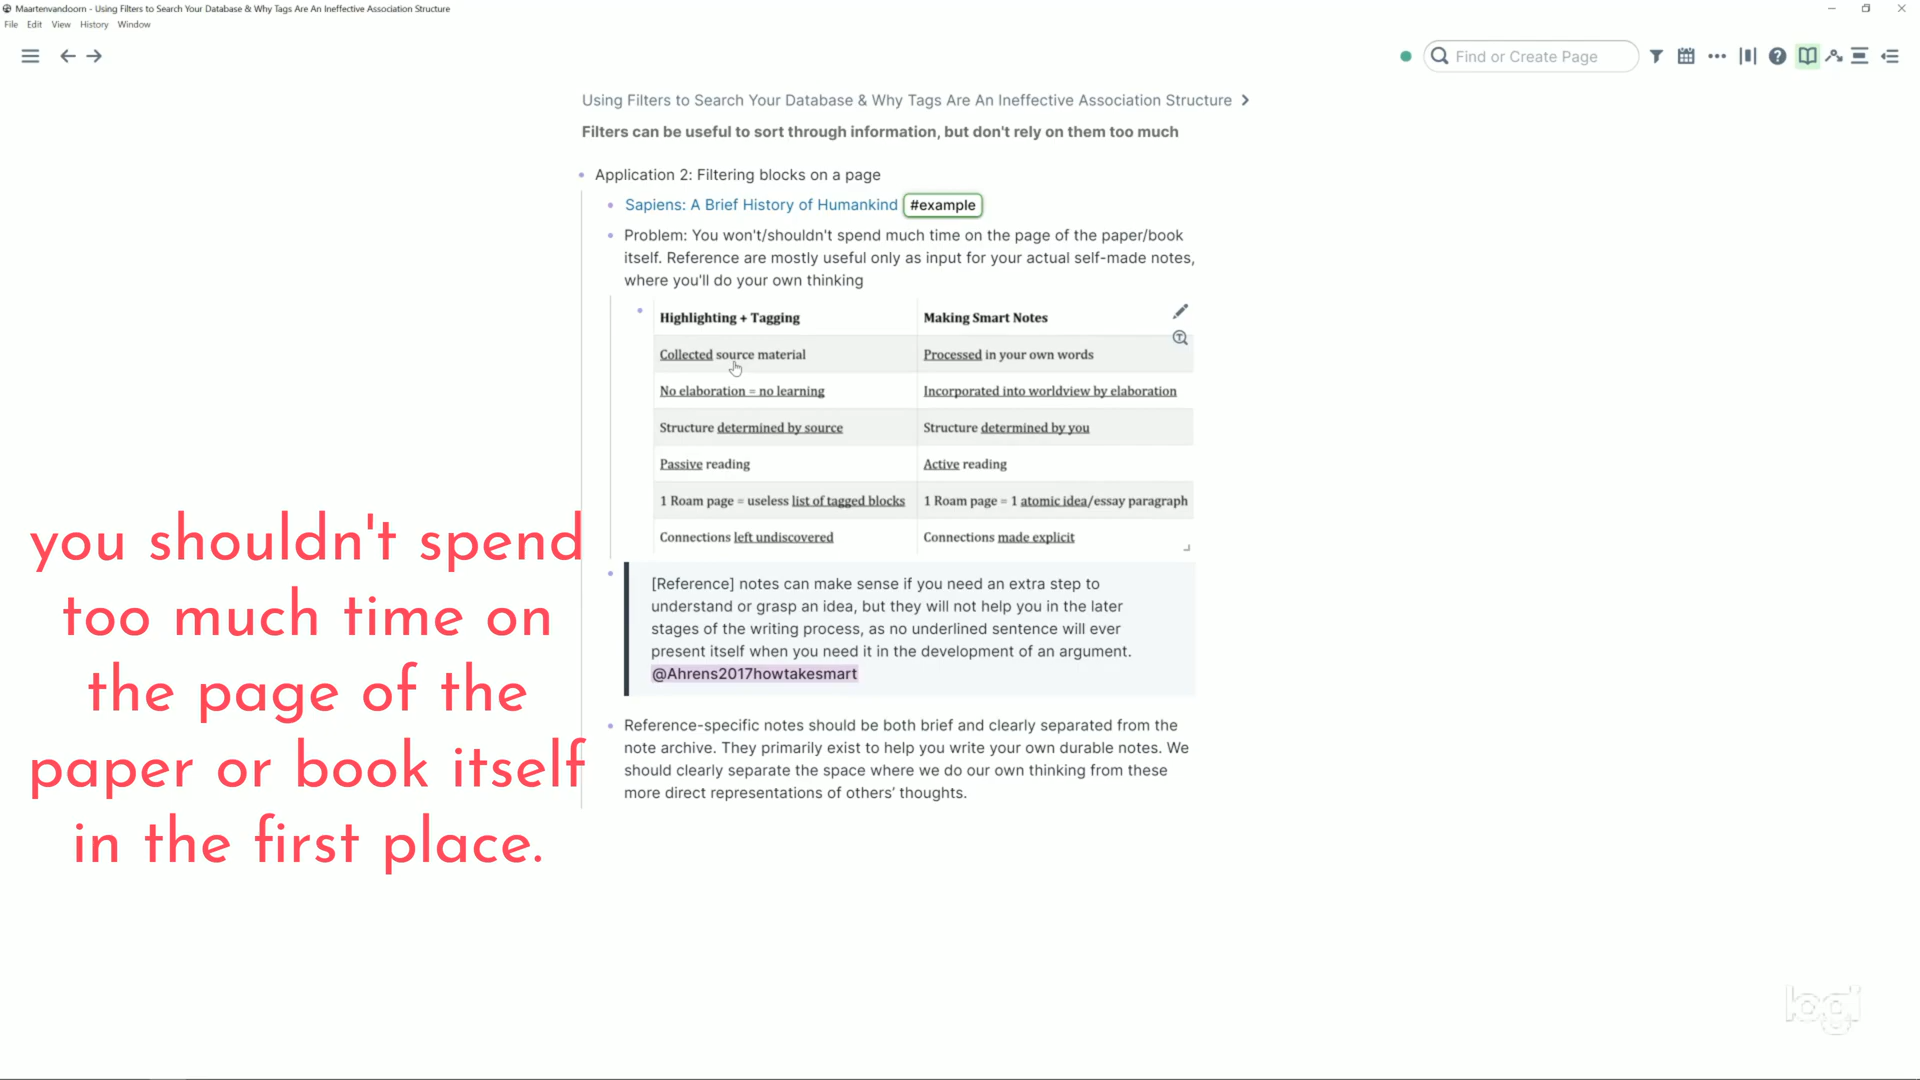 Maartenvandoorn - Using Filters to Search Your Database & Why Tags Are An Ineffective Association Structure
File Edit View History Window
Find or Create Page
Using Filters to Search Your Database & Why Tags Are An Ineffective Association Structure
Filters can be useful to sort through information, but don't rely on them too much
Application 2: Filtering blocks on a page
Sapiens: A Brief History of Humankind #example
Problem: You won't/shouldn't spend much time on the page of the paper/book
itself. Reference are mostly useful only as input for your actual self-made notes,
where you'll do your own thinking
Highlighting + Tagging Making Smart Notes
Collected source material Processed in your own words
No elaboration = no learning Incorporated into worldview by elaboration
Structure determined by source Structure determined by you
Passive reading Active reading
1 Roam page = useless list of tagged blocks 1 Roam page = 1 atomic idea/essay paragraph
Connections left undiscovered Connections made explicit
[Reference] notes can make sense if you need an extra step to
understand or grasp an idea, but they will not help you in the later
stages of the writing process, as no underlined sentence will ever
present itself when you need it in the development of an argument.
@Ahrens2017howtakesmart
Reference-specific notes should be both brief and clearly separated from the
note archive. They primarily exist to help you write your own durable notes. We
should clearly separate the space where we do our own thinking from these
more direct representations of others’ thoughts.
you shouldn't spend
too much time on
the page of the
paper or book itself
in the first place.
logi